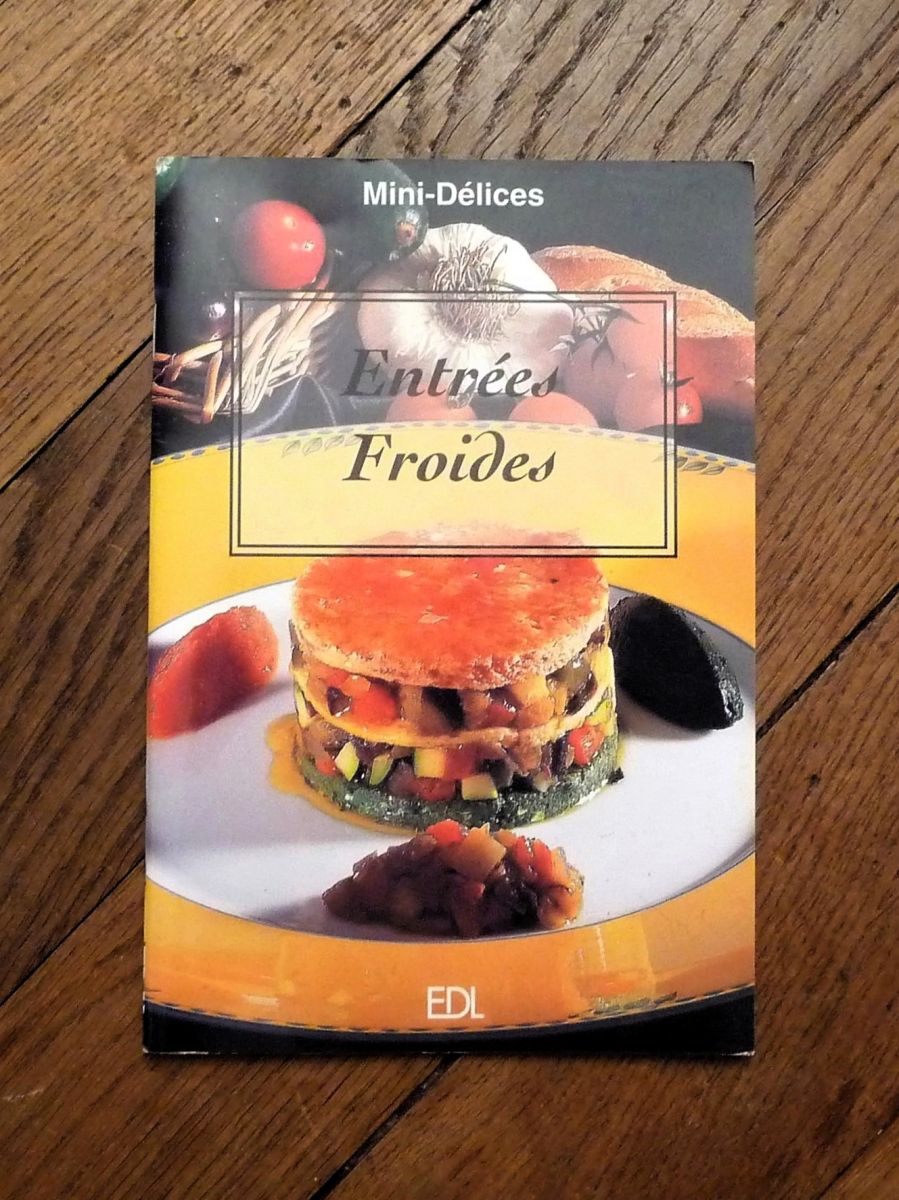 Mini-Délices
Entrées
Froides
EDL